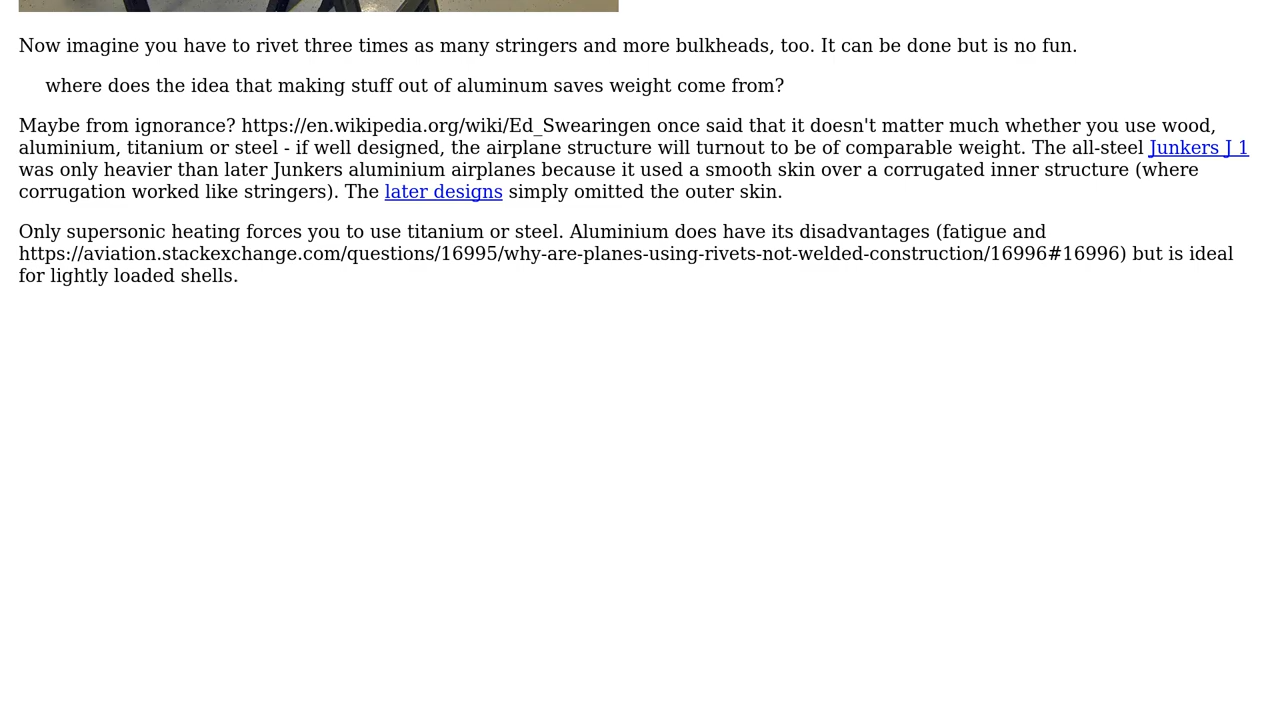 Now imagine you have to rivet three times as many stringers and more bulkheads, too. It can be done but is no fun.
where does the idea that making stuff out of aluminum saves weight come from?
Maybe from ignorance? https://en.wikipedia.org/wiki/Ed_Swearingen once said that it doesn't matter much whether you use wood,
aluminium, titanium or steel - if well designed, the airplane structure will turnout to be of comparable weight. The all-steel Junkers J 1
was only heavier than later Junkers aluminium airplanes because it used a smooth skin over a corrugated inner structure (where
corrugation worked like stringers). The later designs simply omitted the outer skin.
Only supersonic heating forces you to use titanium or steel. Aluminium does have its disadvantages (fatigue and
https://aviation.stackexchange.com/questions/16995/why-are-planes-using-rivets-not-welded-construction/16996#16996) but is ideal
for lightly loaded shells.